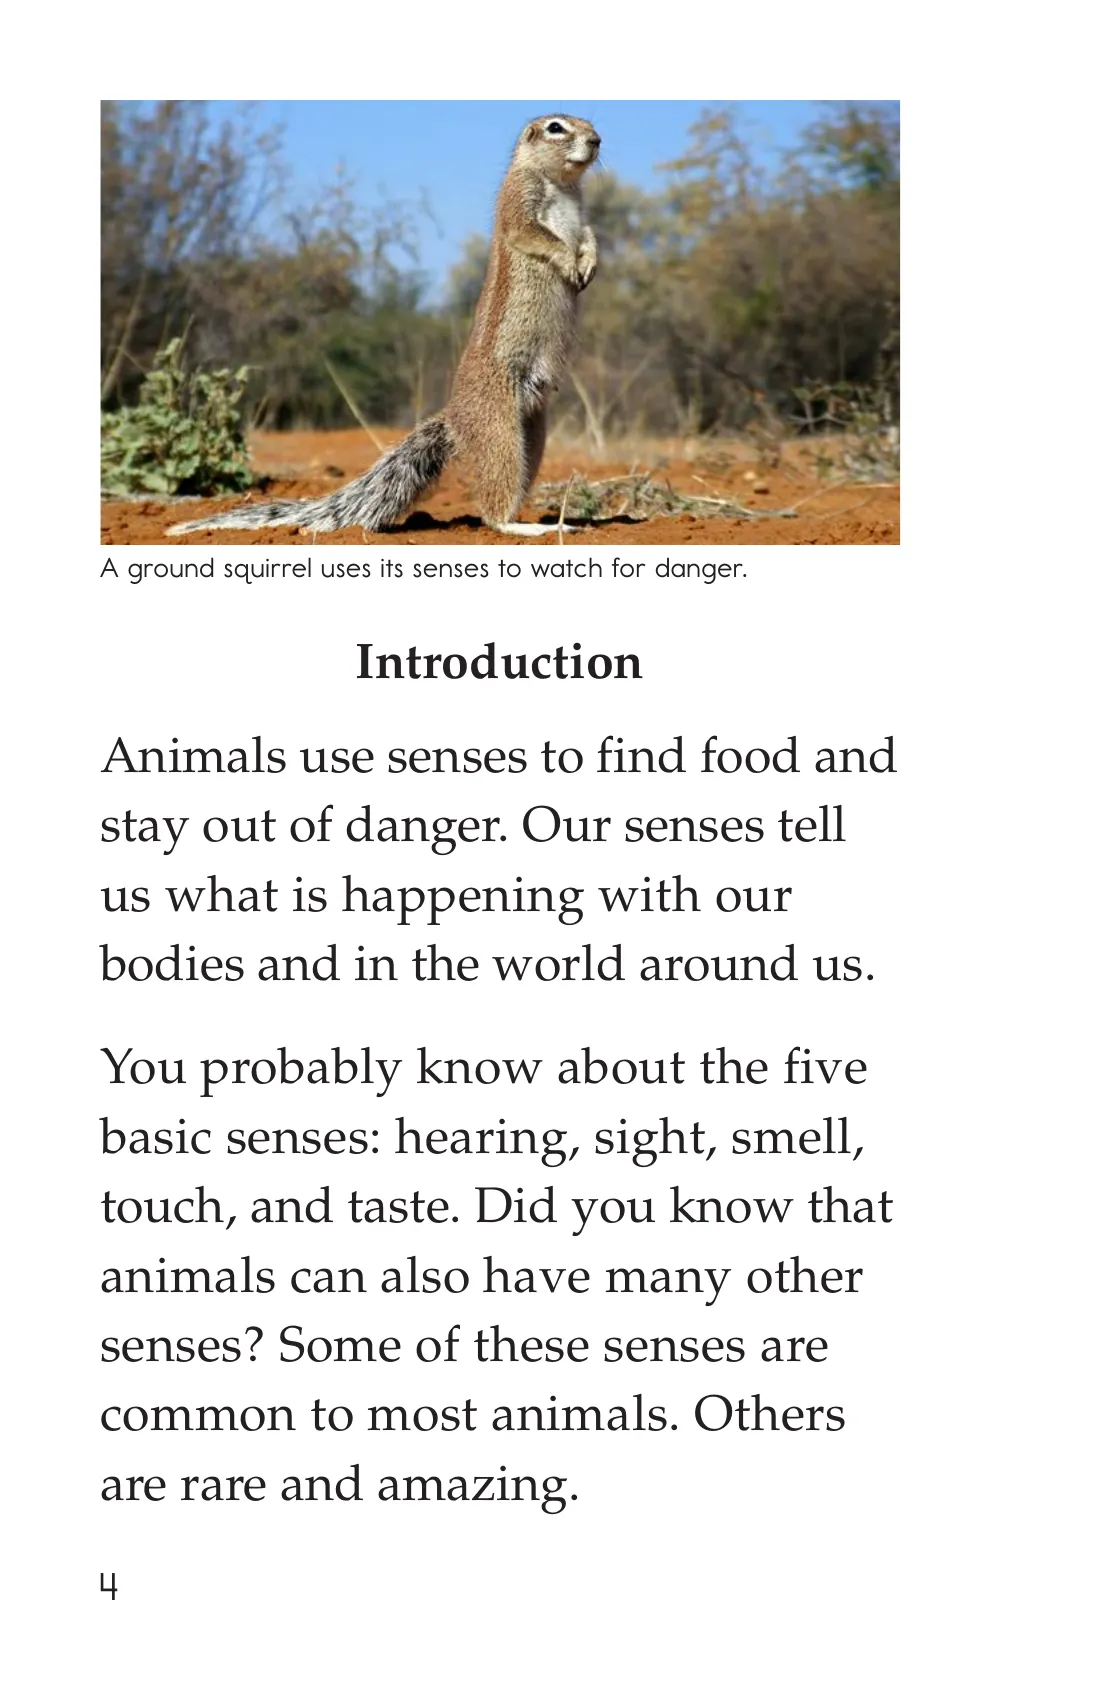 A ground squirrel uses its senses to watch for danger.
Introduction
Animals use senses to find food and
stay out of danger. Our senses tell
us what is happening with our
bodies and in the world around us.
You probably know about the five
basic senses: hearing, sight, smell,
touch, and taste. Did you know that
animals can also have many other
senses? Some of these senses are
common to most animals. Others
are rare and amazing.
4